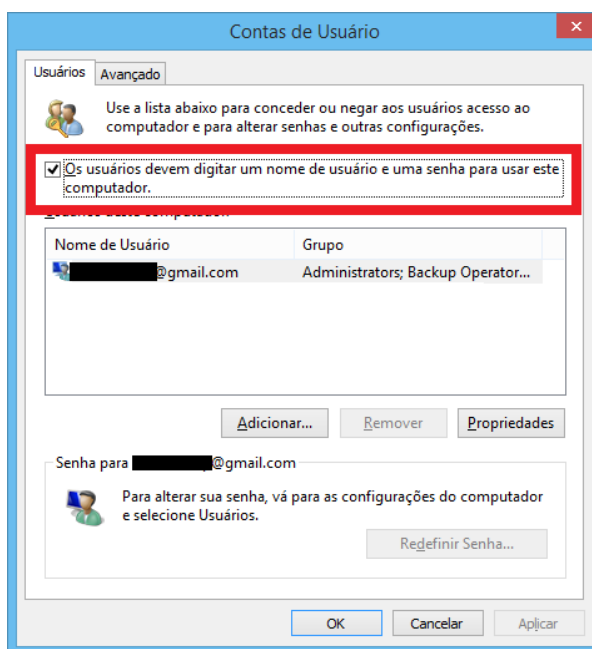 Contas de Usuário
Usuários
Avançado
Use a lista abaixo para conceder ou negar aos usuários acesso ao
computador e para alterar senhas e outras configurações.
Os usuários devem digitar um nome de usuário e uma senha para usar este
computador.
Nome de Usuário Grupo
@gmail.com Administrators; Backup Operator...
Adicionar... Remover Propriedades
Senha para @gmail.com
Para alterar sua senha, vá para as configurações do computador
e selecione Usuários.
Redefinir Senha...
OK Cancelar Aplicar